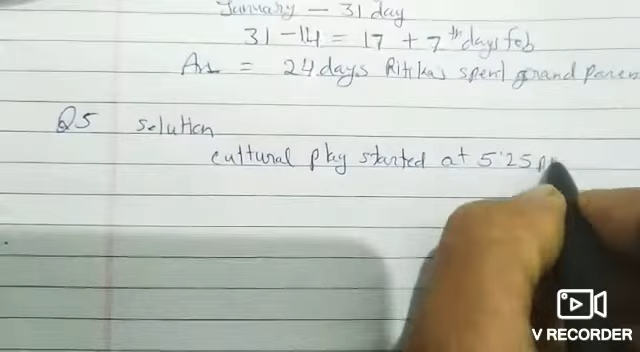 January - 31 day
31 - 14 = 17 + 7th days feb
Ans = 24 days Ritikas spent grand paren
Q5 solution
cultural play started at 5:25 p
V RECORDER